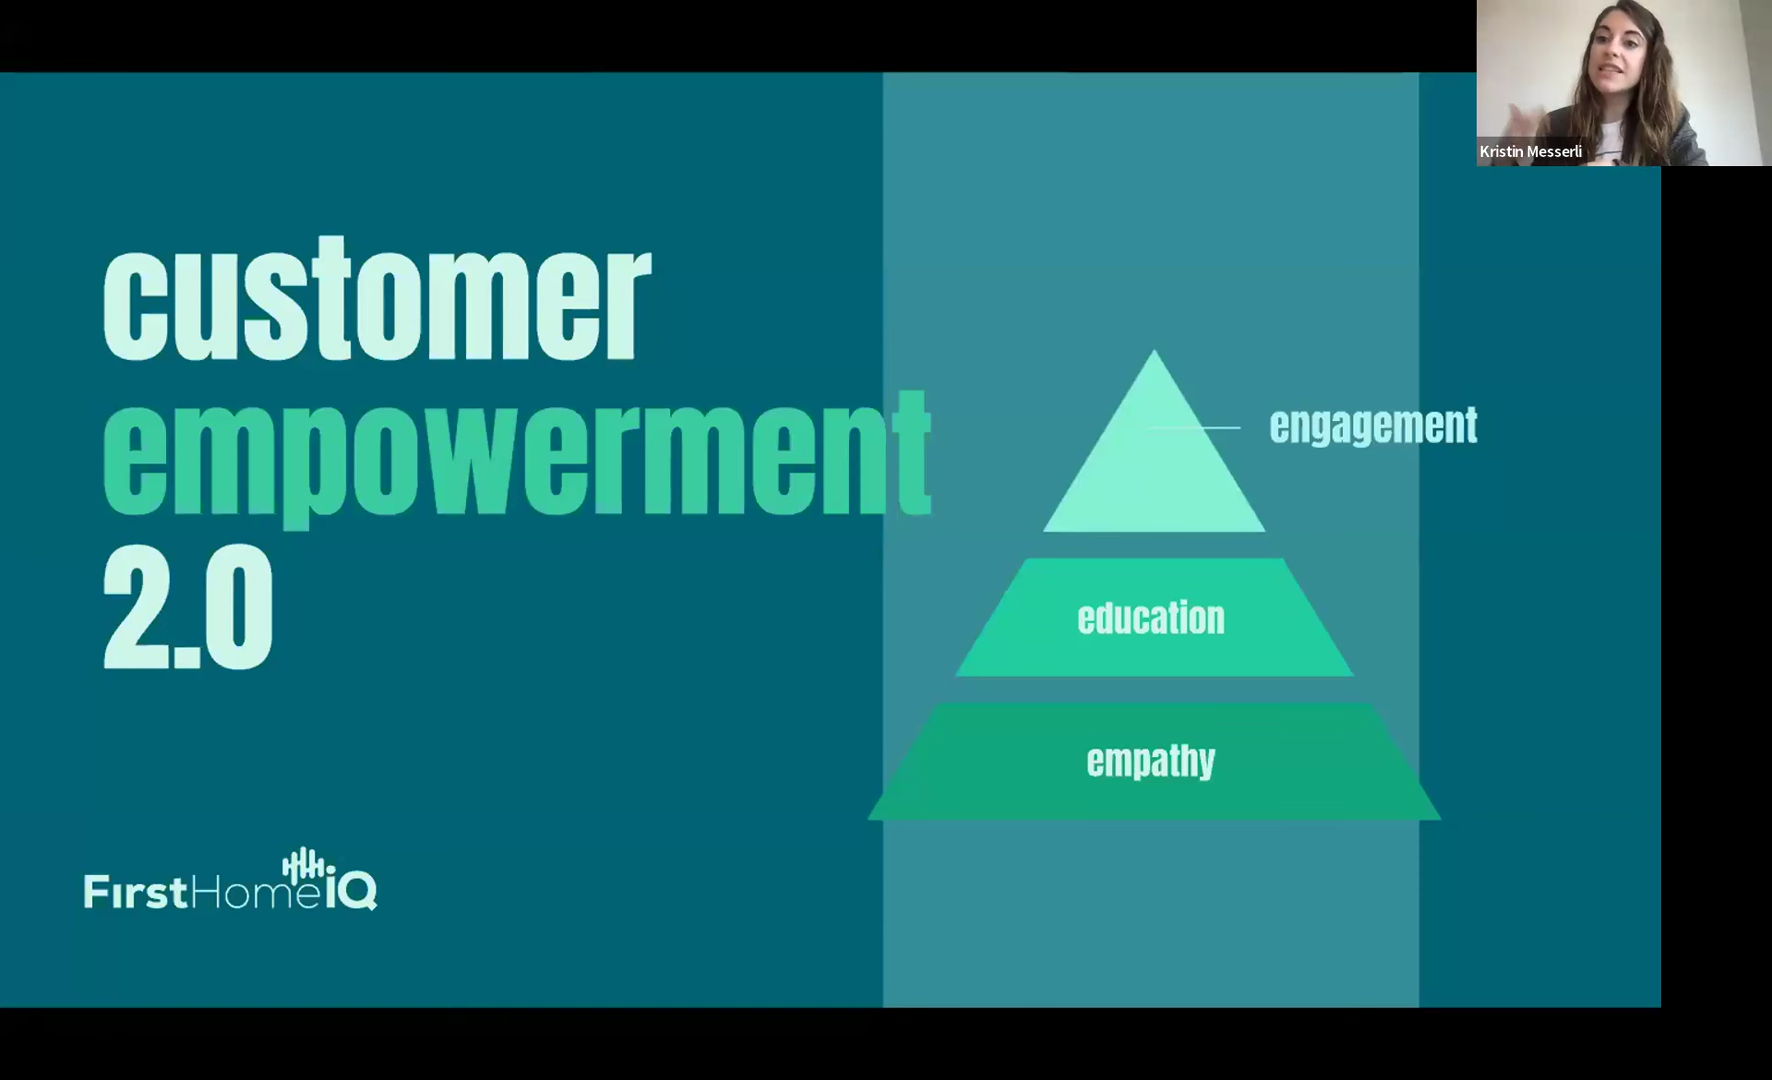 Kristin Messerli
customer
empowerment
2.0
engagement
education
empathy
FirstHomeiQ